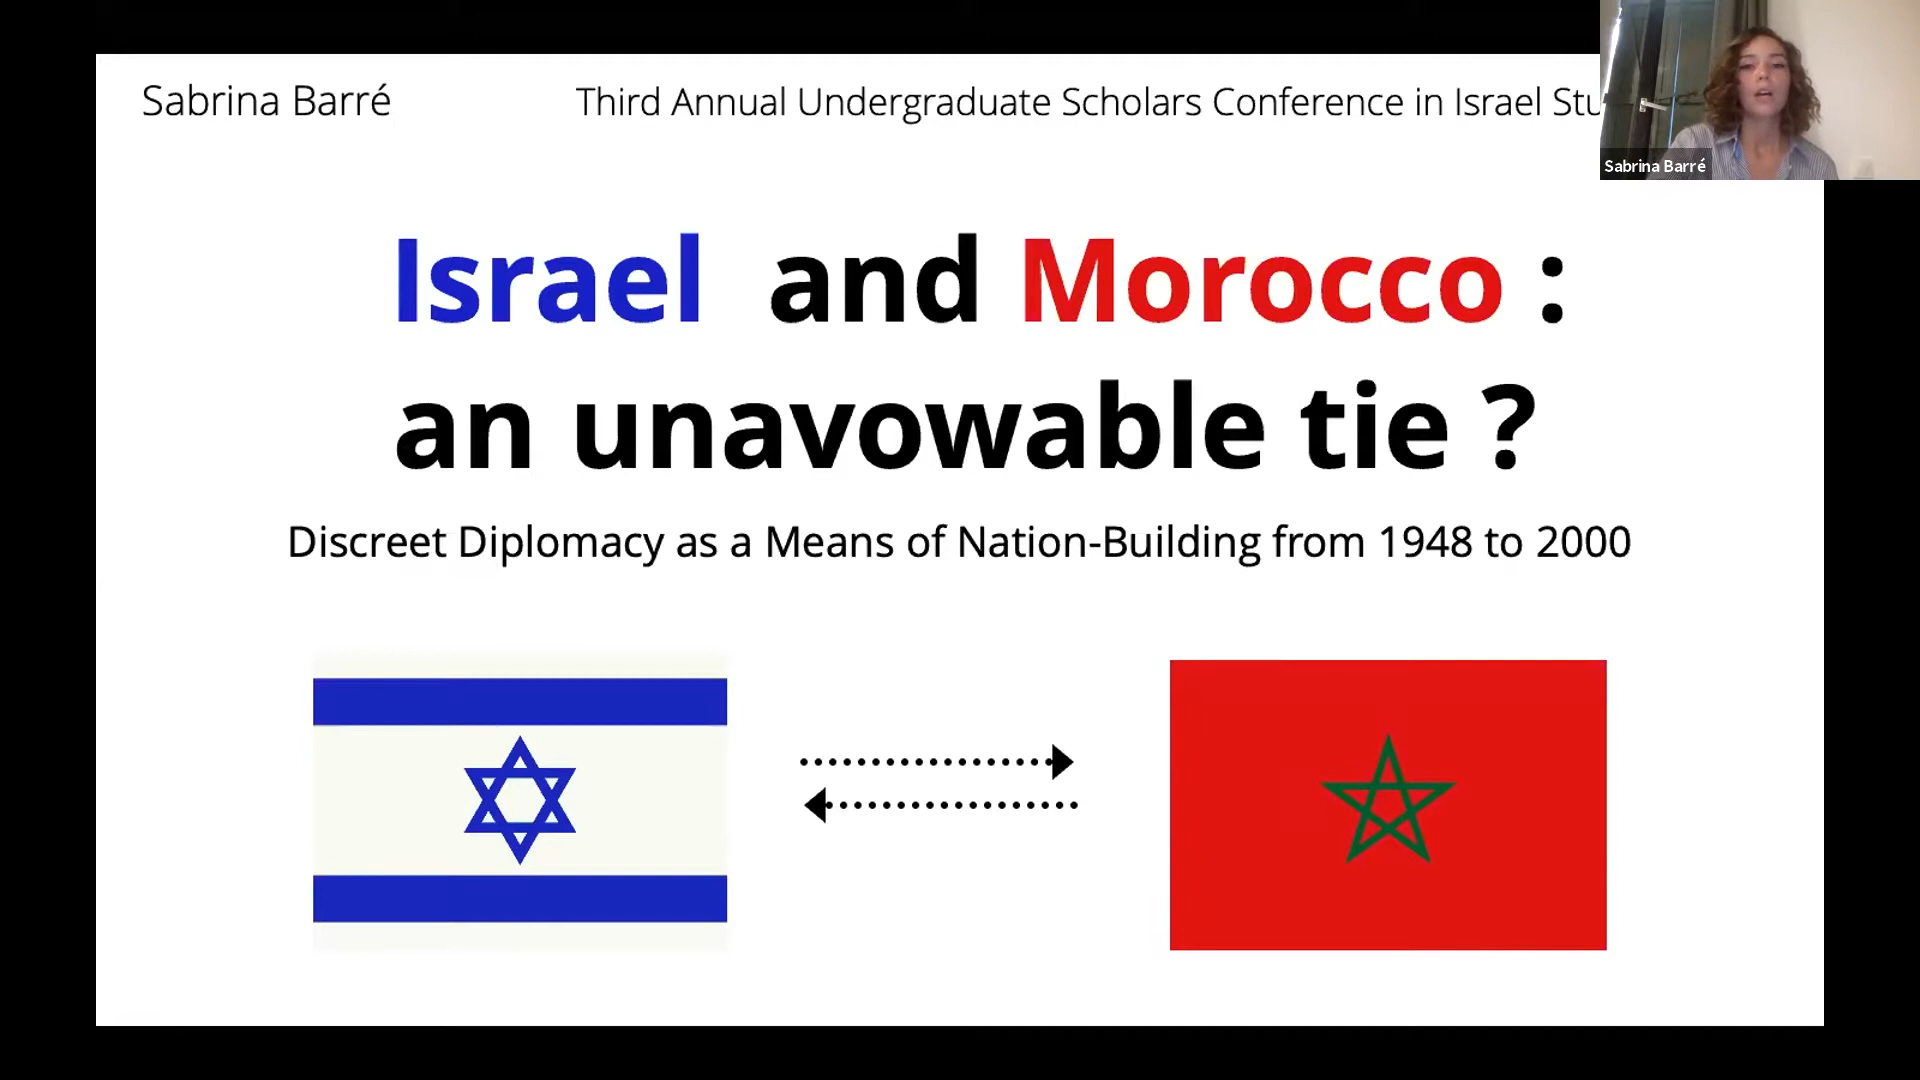 Sabrina Barré
Third Annual Undergraduate Scholars Conference in Israel
Sabrina Barré
Israel and Morocco :
an unavowable tie ?
Discreet Diplomacy as a Means of Nation-Building from 1948 to 2000